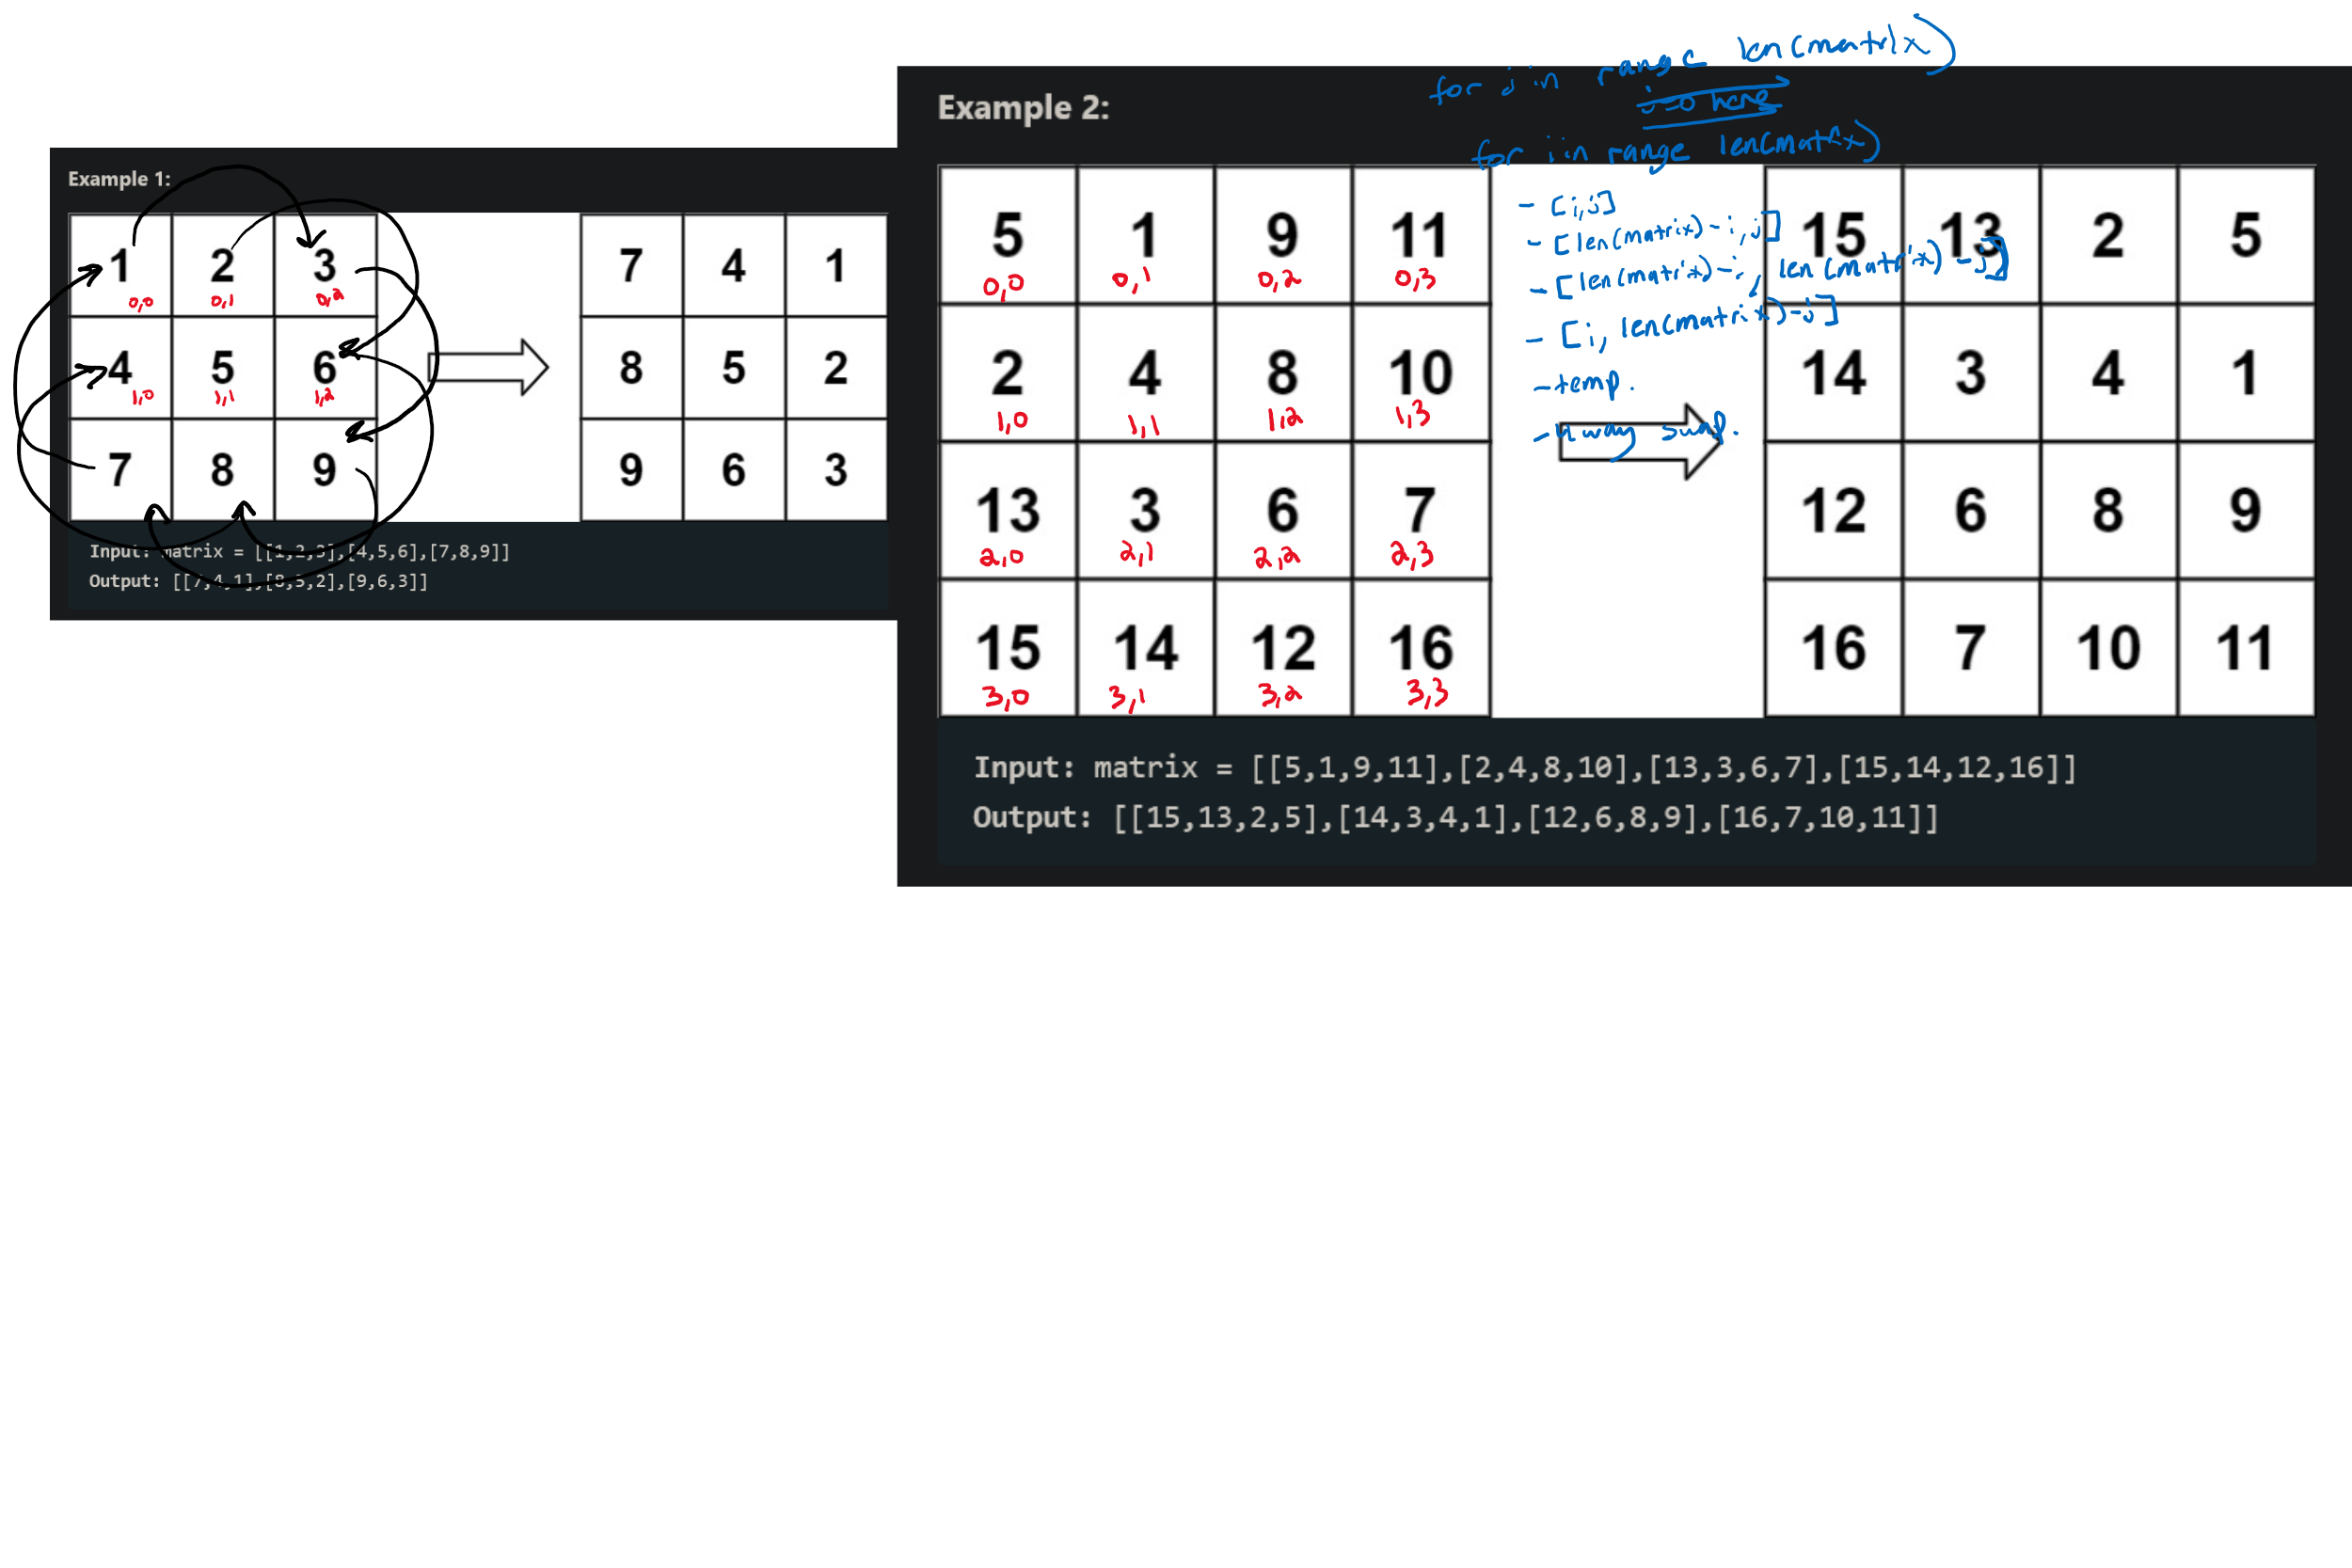 Example 1:
1 2 3
0,0 0,1 0,2
4 5 6
1,0 1,1 1,2
7 8 9
7 4 1
8 5 2
9 6 3
Input: matrix = [[1,2,3],[4,5,6],[7,8,9]]
Output: [[7,4,1],[8,5,2],[9,6,3]]
for j in range len(matrix)
i=0 here
for i in range len(matrix)
- [i,j]
- [len(matrix)-i,j]
- [len(matrix)-i, len(matrix)-j]
- [i, len(matrix)-j]
-temp.
-4 way swap.
Example 2:
5 1 9 11
0,0 0,1 0,2 0,3
2 4 8 10
1,0 1,1 1,2 1,3
13 3 6 7
2,0 2,1 2,2 2,3
15 14 12 16
3,0 3,1 3,2 3,3
15 13 2 5
14 3 4 1
12 6 8 9
16 7 10 11
Input: matrix = [[5,1,9,11],[2,4,8,10],[13,3,6,7],[15,14,12,16]]
Output: [[15,13,2,5],[14,3,4,1],[12,6,8,9],[16,7,10,11]]